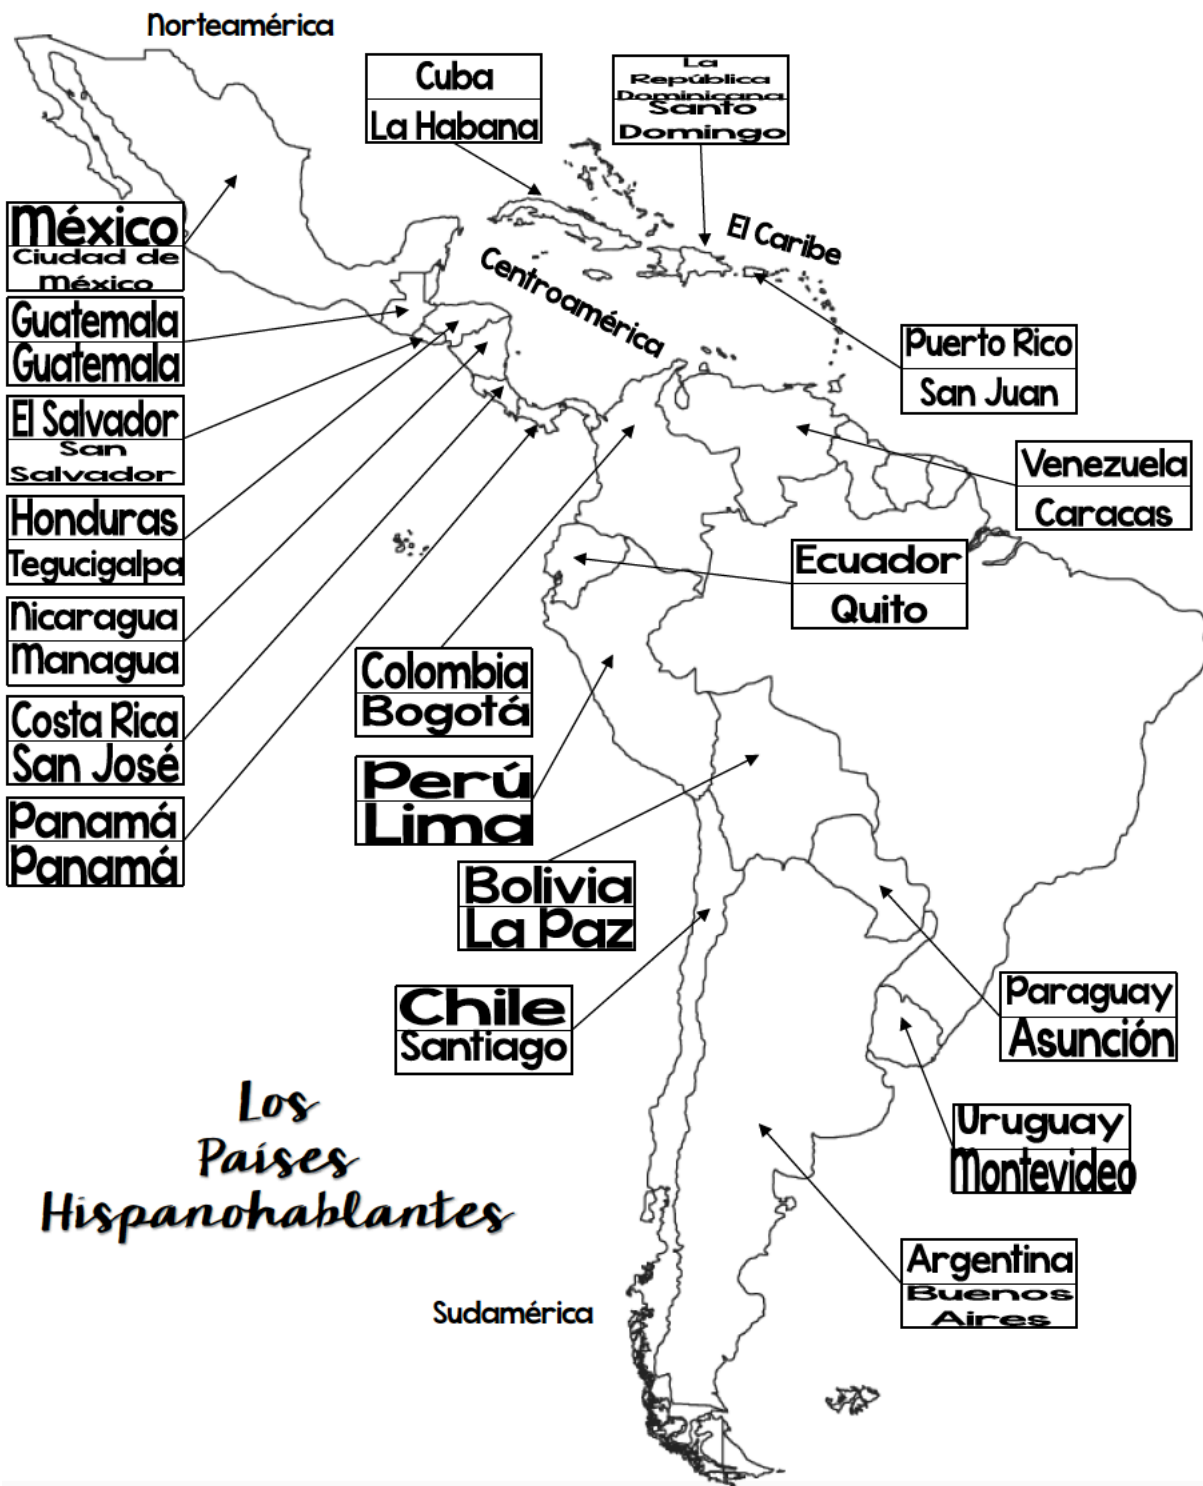 Norteamérica
Cuba
La Habana
La
República
Dominicana
Santo
Domingo
El Caribe
Centroamérica
México
Ciudad de
México
Guatemala
Guatemala
El Salvador
San
Salvador
Honduras
Tegucigalpa
Nicaragua
Managua
Costa Rica
San José
Panamá
Panamá
Puerto Rico
San Juan
Venezuela
Caracas
Ecuador
Quito
Colombia
Bogotá
Perú
Lima
Bolivia
La Paz
Chile
Santiago
Paraguay
Asunción
Uruguay
Montevideo
Argentina
Buenos
Aires
Los
Países
Hispanohablantes
Sudamérica